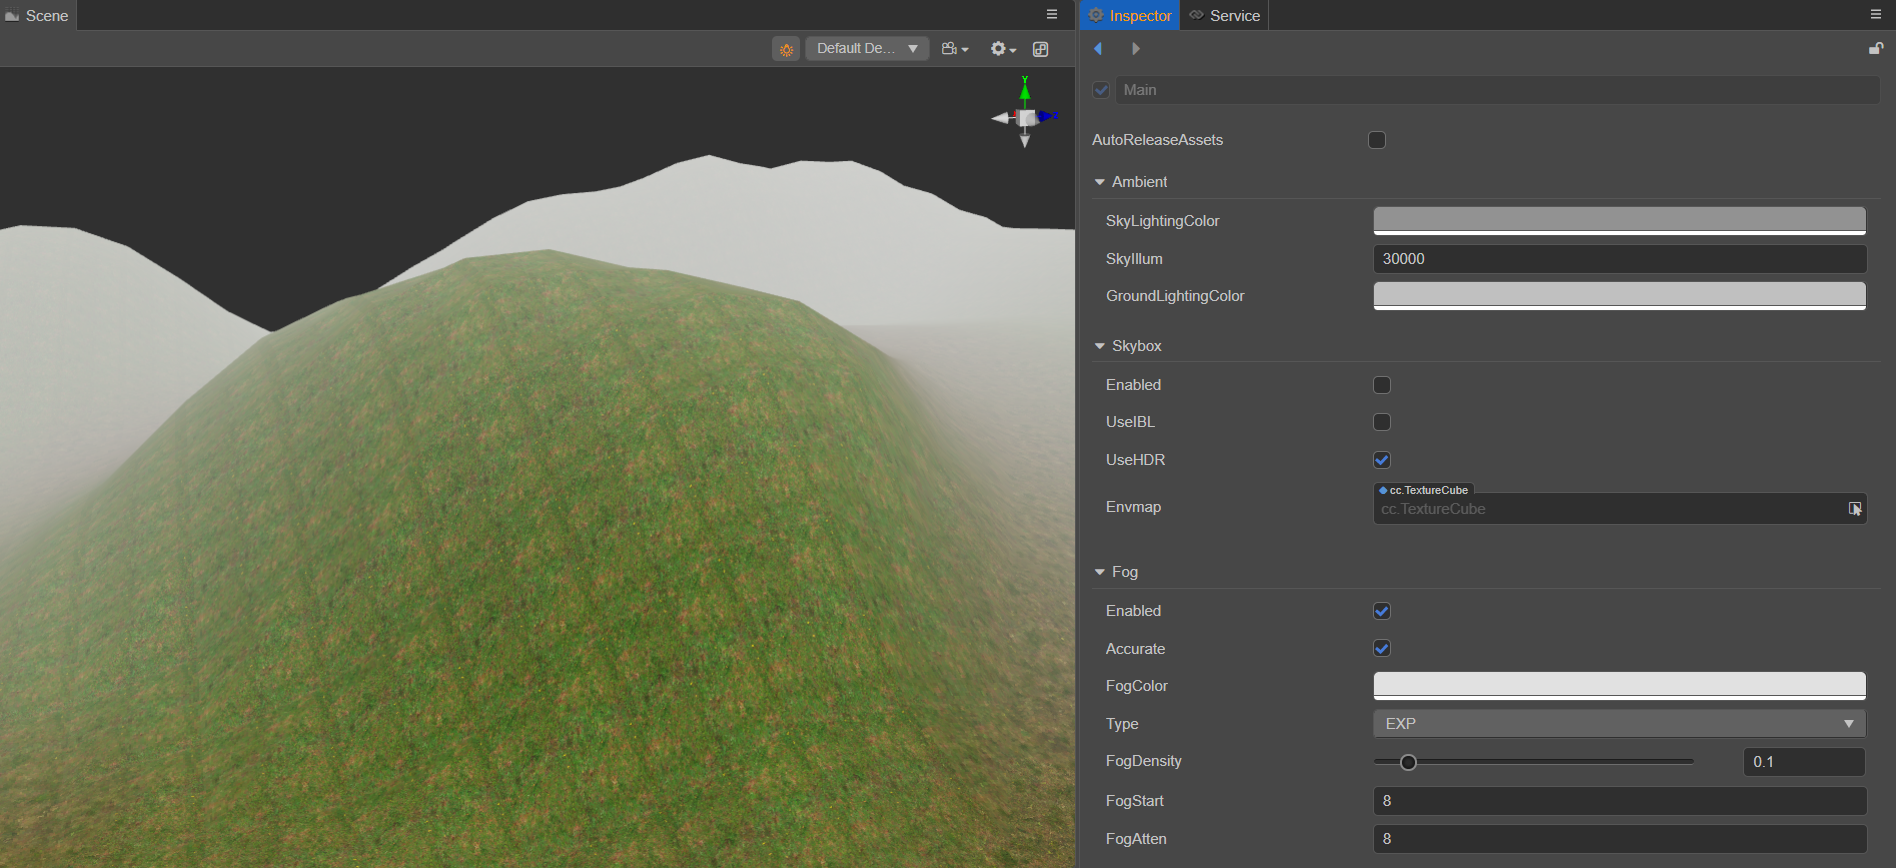 Scene
Inspector
Service
Default De...
Y
Z
Main
AutoReleaseAssets
Ambient
SkyLightingColor
SkyIllum
30000
GroundLightingColor
Skybox
Enabled
UseIBL
UseHDR
Envmap
cc.TextureCube
cc.TextureCube
Fog
Enabled
Accurate
FogColor
Type
EXP
FogDensity
0.1
FogStart
8
FogAtten
8